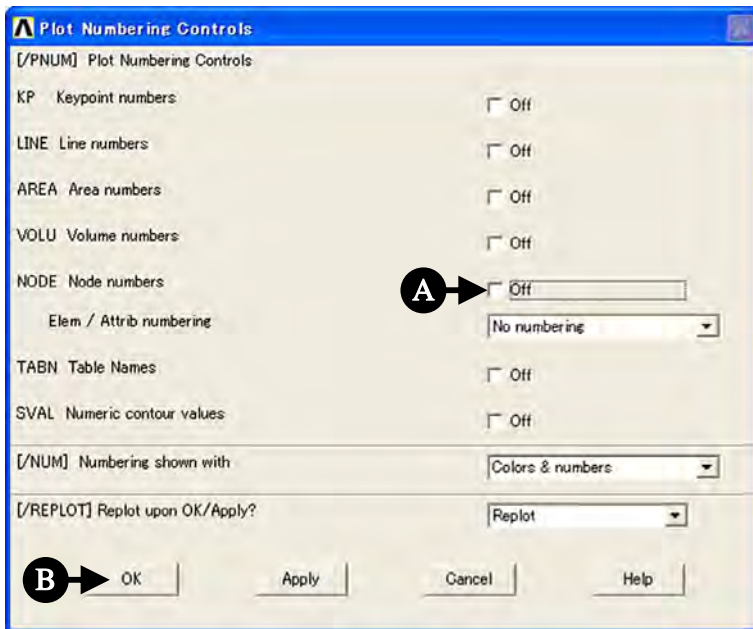 Plot Numbering Controls
[/PNUM] Plot Numbering Controls
KP Keypoint numbers Off
LINE Line numbers Off
AREA Area numbers Off
VOLU Volume numbers Off
NODE Node numbers A Off
Elem / Attrib numbering No numbering
TABN Table Names Off
SVAL Numeric contour values Off
[/NUM] Numbering shown with Colors & numbers
[/REPLOT] Replot upon OK/Apply? Replot
B OK Apply Cancel Help